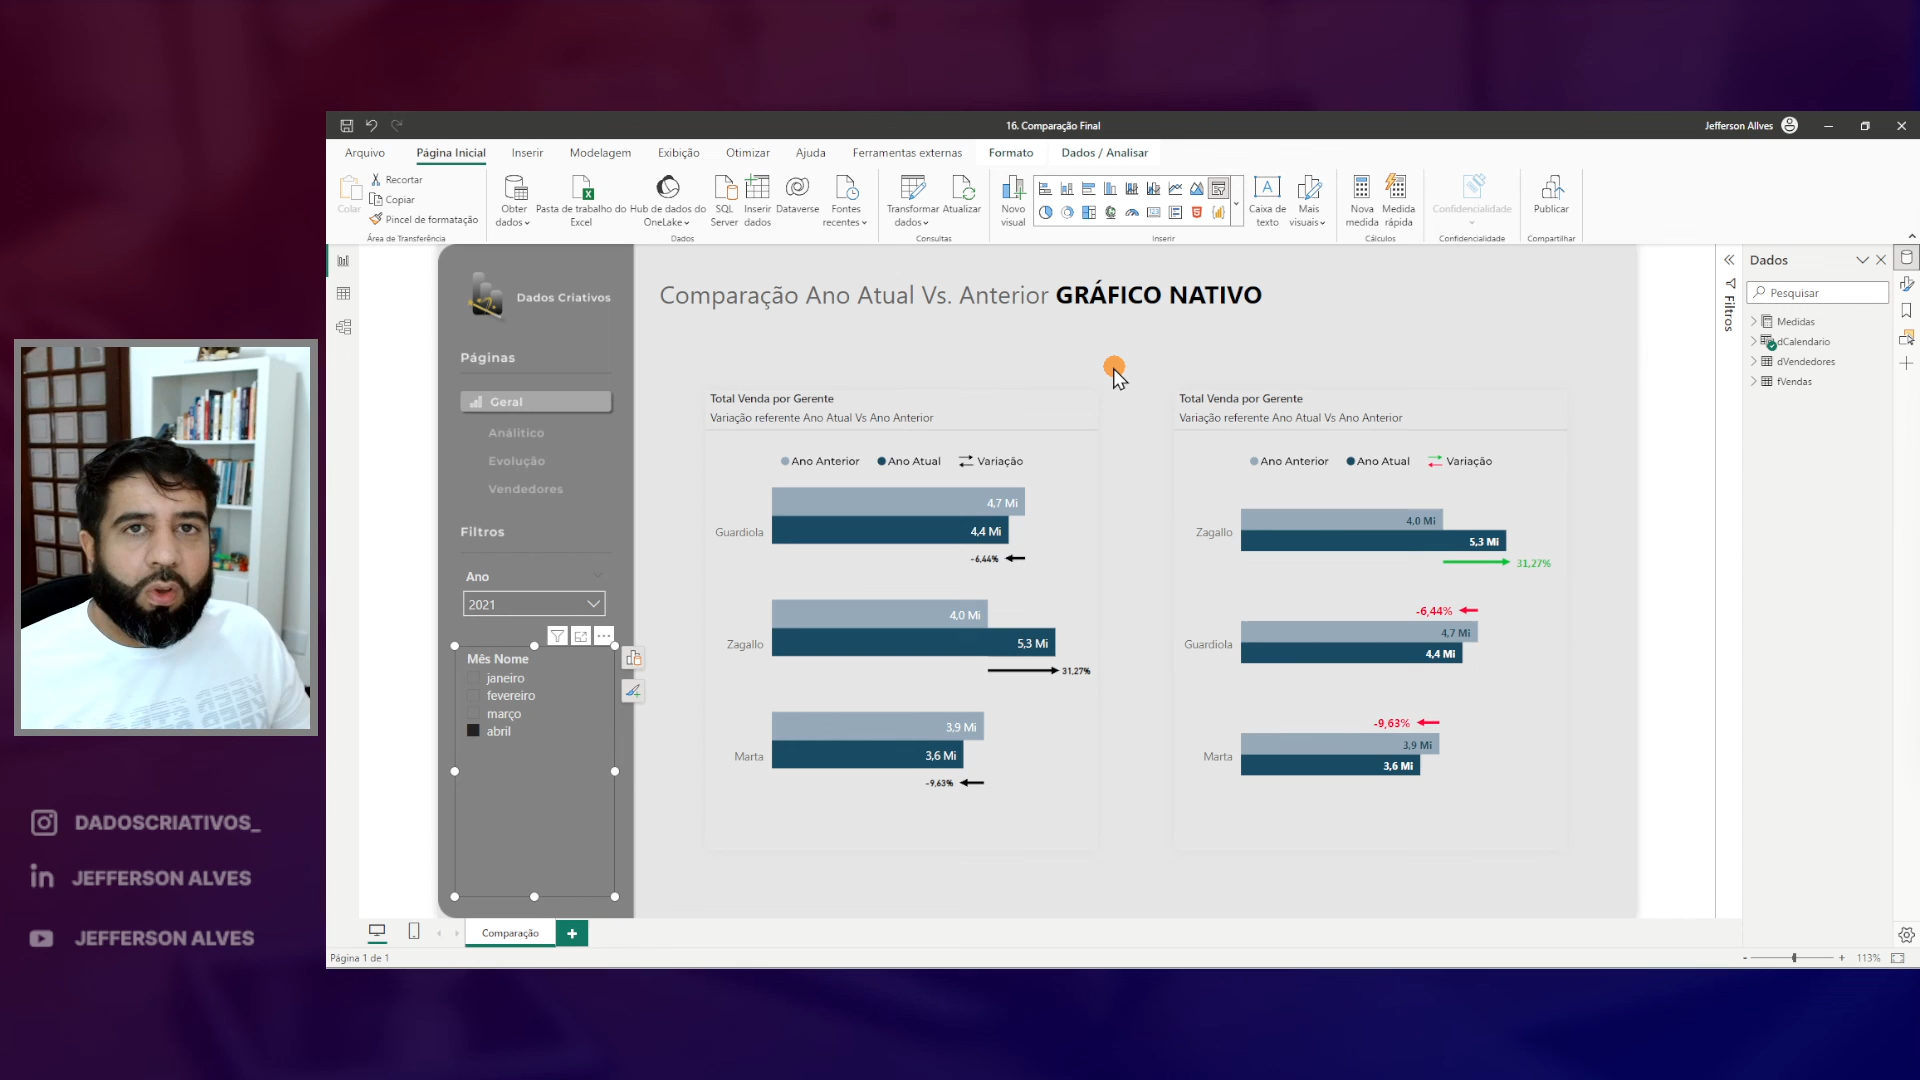 16. Comparação Final
Jefferson Allves
Arquivo
Página Inicial
Inserir
Modelagem
Exibição
Otimizar
Ajuda
Ferramentas externas
Formato
Dados / Analisar
Colar
Recortar
Copiar
Pincel de formatação
Área de Transferência
Obter dados
Pasta de trabalho do Excel
Hub de dados do OneLake
SQL Server
Inserir dados
Dataverse
Fontes recentes
Dados
Transformar dados
Atualizar
Consultas
Novo visual
Caixa de texto
Mais visuais
Inserir
Nova medida
Medida rápida
Cálculos
Confidencialidade
Confidencialidade
Publicar
Compartilhar
Dados Criativos
Páginas
Geral
Análitico
Evolução
Vendedores
Filtros
Ano
2021
Mês Nome
janeiro
fevereiro
março
abril
Comparação Ano Atual Vs. Anterior GRÁFICO NATIVO
Total Venda por Gerente
Variação referente Ano Atual Vs Ano Anterior
Ano Anterior
Ano Atual
Variação
Guardiola
4,7 Mi
4,4 Mi
-6,44%
Zagallo
4,0 Mi
5,3 Mi
31,27%
Marta
3,9 Mi
3,6 Mi
-9,63%
Total Venda por Gerente
Variação referente Ano Atual Vs Ano Anterior
Ano Anterior
Ano Atual
Variação
Zagallo
4,0 Mi
5,3 Mi
31,27%
-6,44%
Guardiola
4,7 Mi
4,4 Mi
-9,63%
Marta
3,9 Mi
3,6 Mi
Filtros
Dados
Pesquisar
Medidas
dCalendario
dVendedores
fVendas
Comparação
Página 1 de 1
- + 113%
DADOSCRIATIVOS_
in JEFFERSON ALVES
JEFFERSON ALVES